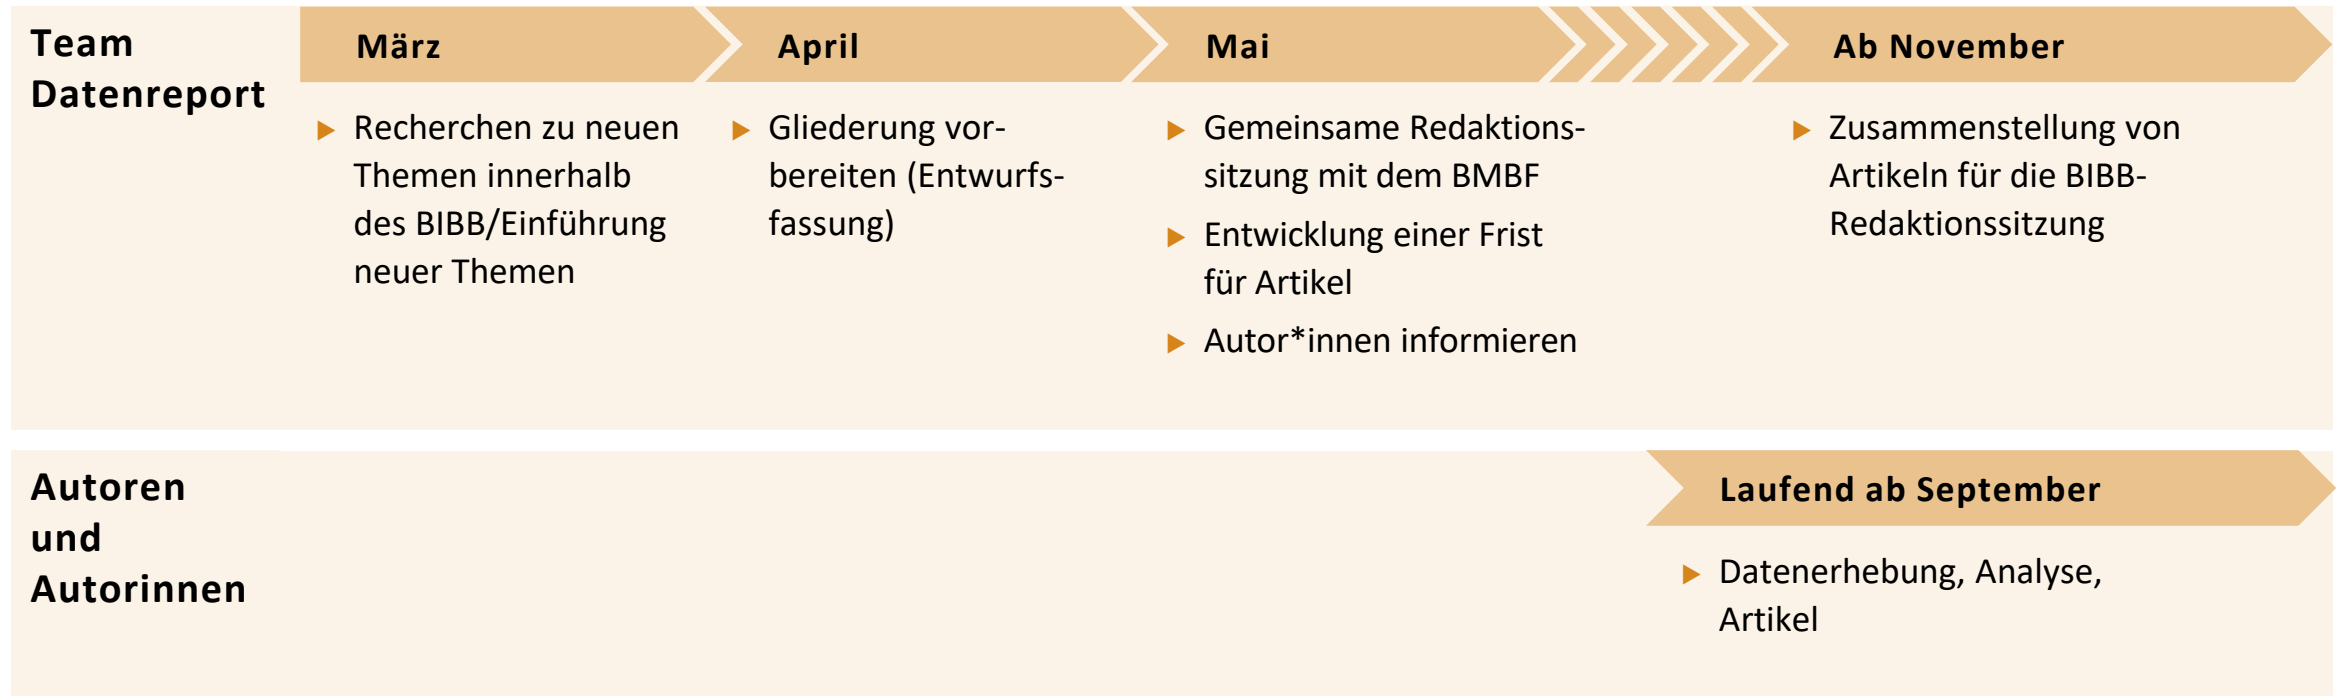 Team
Datenreport
März
April
Mai
Ab November
Recherchen zu neuen
Themen innerhalb
des BIBB/Einführung
neuer Themen
Gliederung vor-
bereiten (Entwurfs-
fassung)
Gemeinsame Redaktions-
sitzung mit dem BMBF
Entwicklung einer Frist
für Artikel
Autor*innen informieren
Zusammenstellung von
Artikeln für die BIBB-
Redaktionssitzung
Autoren
und
Autorinnen
Laufend ab September
Datenerhebung, Analyse,
Artikel